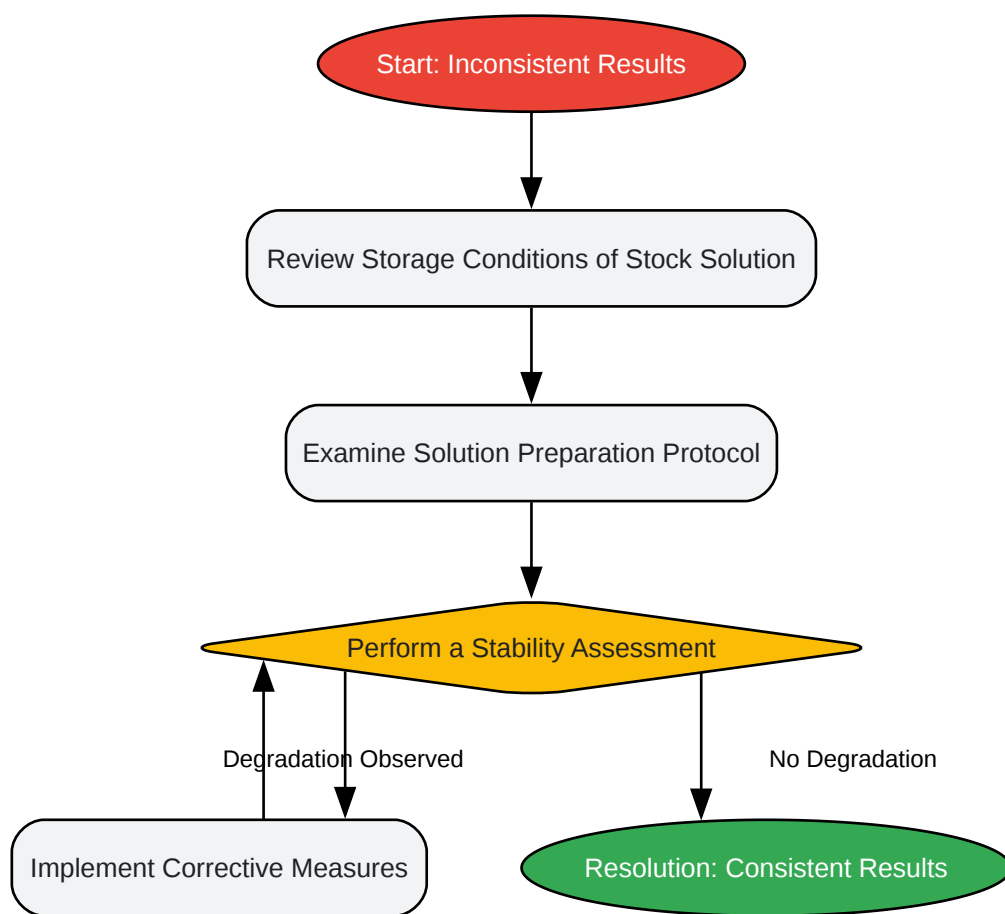 Start: Inconsistent Results
Review Storage Conditions of Stock Solution
Examine Solution Preparation Protocol
Perform a Stability Assessment
Degradation Observed
No Degradation
Implement Corrective Measures
Resolution: Consistent Results